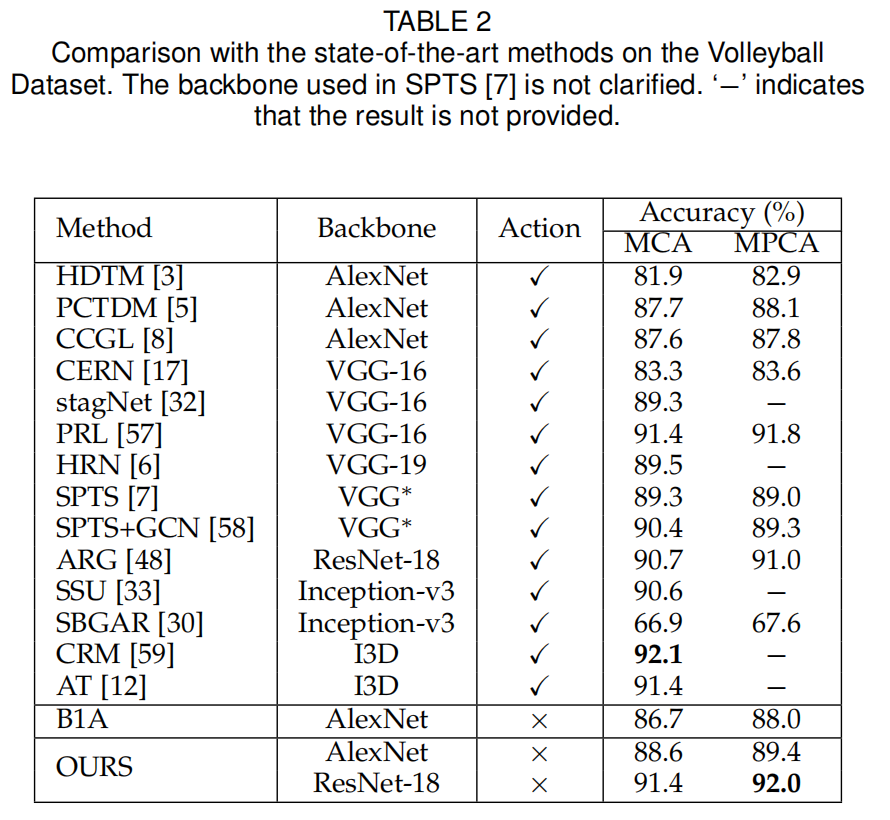 TABLE 2
Comparison with the state-of-the-art methods on the Volleyball
Dataset. The backbone used in SPTS [7] is not clarified. ‘−’ indicates
that the result is not provided.
Method Backbone Action Accuracy (%)
MCA MPCA
HDTM [3] AlexNet ✓ 81.9 82.9
PCTDM [5] AlexNet ✓ 87.7 88.1
CCGL [8] AlexNet ✓ 87.6 87.8
CERN [17] VGG-16 ✓ 83.3 83.6
stagNet [32] VGG-16 ✓ 89.3 −
PRL [57] VGG-16 ✓ 91.4 91.8
HRN [6] VGG-19 ✓ 89.5 −
SPTS [7] VGG* ✓ 89.3 89.0
SPTS+GCN [58] VGG* ✓ 90.4 89.3
ARG [48] ResNet-18 ✓ 90.7 91.0
SSU [33] Inception-v3 ✓ 90.6 −
SBGAR [30] Inception-v3 ✓ 66.9 67.6
CRM [59] I3D ✓ 92.1 −
AT [12] I3D ✓ 91.4 −
B1A AlexNet × 86.7 88.0
OURS AlexNet × 88.6 89.4
ResNet-18 × 91.4 92.0